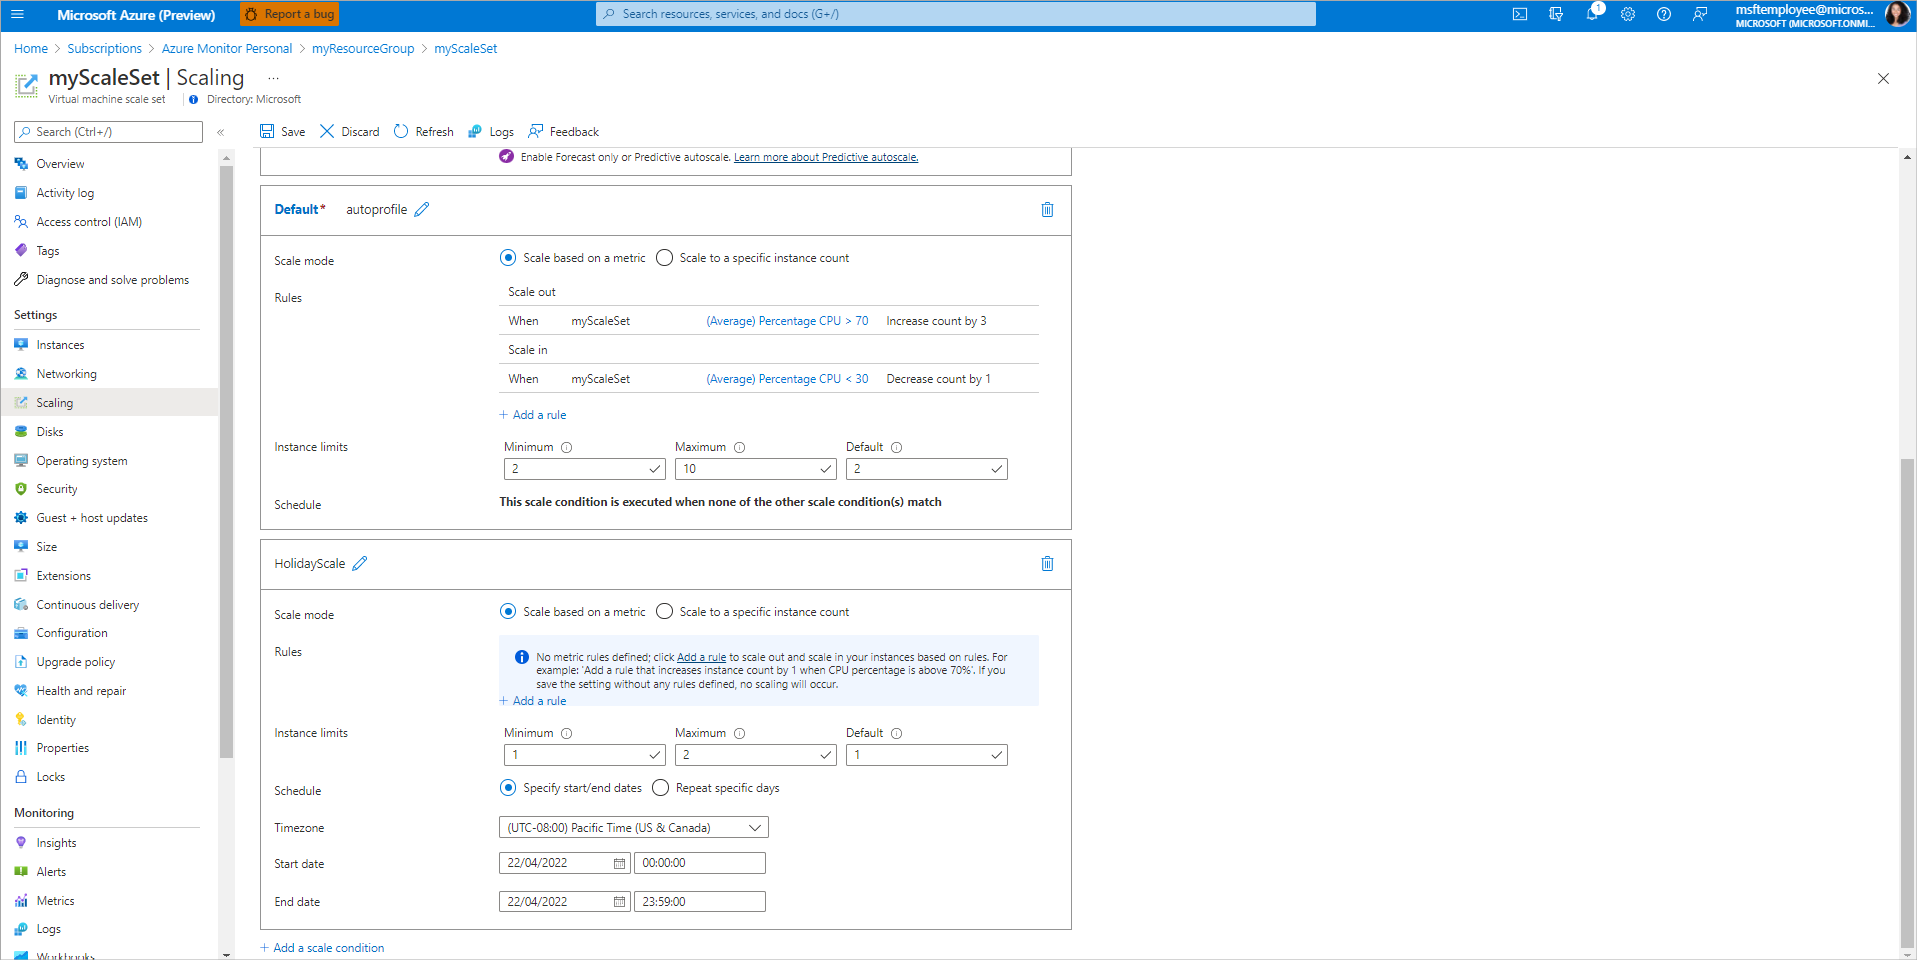 Microsoft Azure (Preview)
Report a bug
Search resources, services, and docs (G+/)
1
msftemployee@micros...
MICROSOFT (MICROSOFT.ONMI...
Home > Subscriptions > Azure Monitor Personal > myResourceGroup > myScaleSet
myScaleSet | Scaling ...
Virtual machine scale set
Directory: Microsoft
Search (Ctrl+/)
«
Overview
Activity log
Access control (IAM)
Tags
Diagnose and solve problems
Settings
Instances
Networking
Scaling
Disks
Operating system
Security
Guest + host updates
Size
Extensions
Continuous delivery
Configuration
Upgrade policy
Health and repair
Identity
Properties
Locks
Monitoring
Insights
Alerts
Metrics
Logs
Workbooks
Save Discard Refresh Logs Feedback
Enable Forecast only or Predictive autoscale. Learn more about Predictive autoscale.
Default* autoprofile
Scale mode
Scale based on a metric Scale to a specific instance count
Rules
Scale out
When myScaleSet (Average) Percentage CPU > 70 Increase count by 3
Scale in
When myScaleSet (Average) Percentage CPU < 30 Decrease count by 1
+ Add a rule
Instance limits
Minimum Maximum Default
2 10 2
Schedule
This scale condition is executed when none of the other scale condition(s) match
HolidayScale
Scale mode
Scale based on a metric Scale to a specific instance count
Rules
No metric rules defined; click Add a rule to scale out and scale in your instances based on rules. For
example: 'Add a rule that increases instance count by 1 when CPU percentage is above 70%'. If you
save the setting without any rules defined, no scaling will occur.
+ Add a rule
Instance limits
Minimum Maximum Default
1 2 1
Schedule
Specify start/end dates Repeat specific days
Timezone
(UTC-08:00) Pacific Time (US & Canada)
Start date
22/04/2022 00:00:00
End date
22/04/2022 23:59:00
+ Add a scale condition